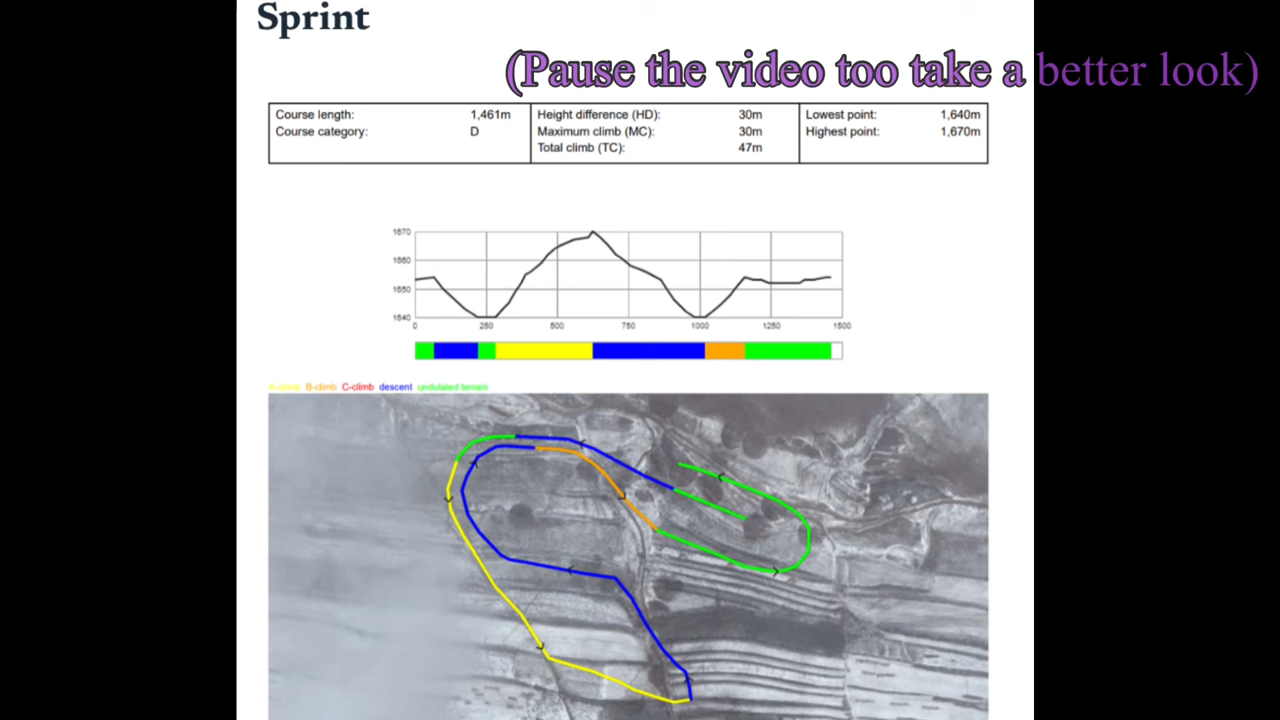 Sprint
(Pause the video too take a better look)
Course length: 1,461m Height difference (HD): 30m Lowest point: 1,640m
Course category: D Maximum climb (MC): 30m Highest point: 1,670m
Total climb (TC): 47m
1670
1660
1650
1640
0 250 500 750 1000 1250 1500
A-climb B-climb C-climb descent undulated terrain